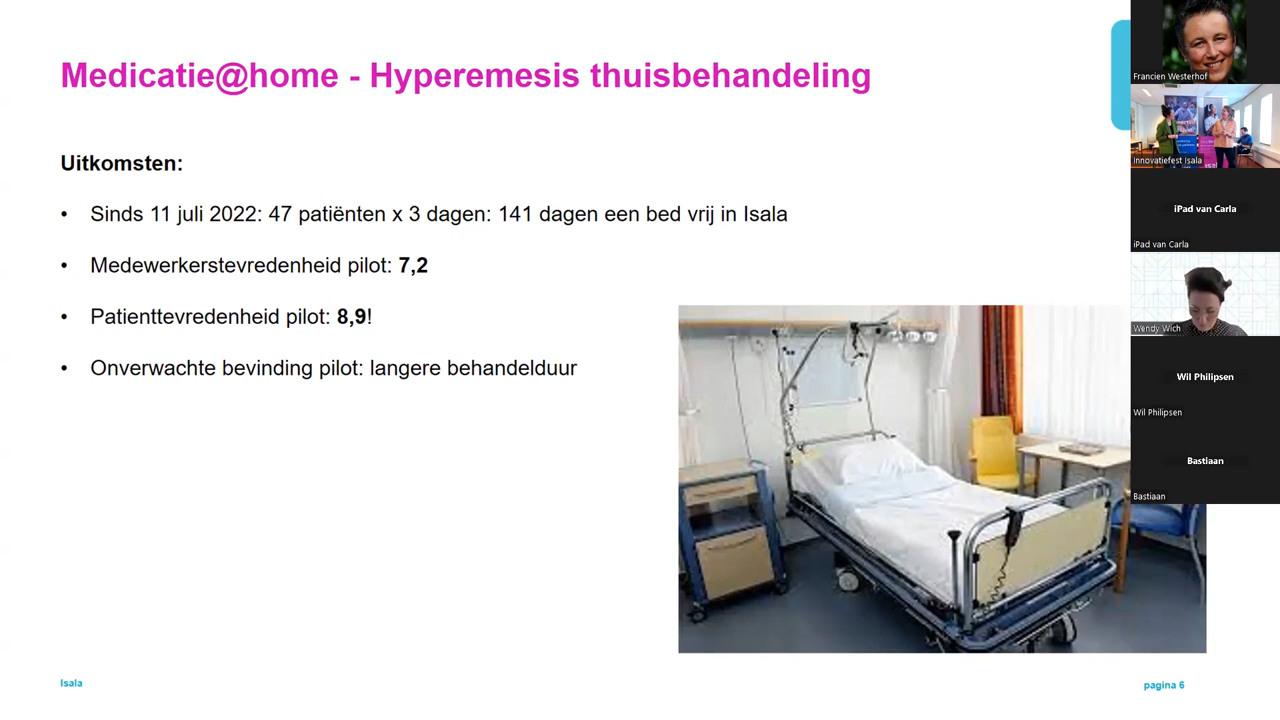 Medicatie@home - Hyperemesis thuisbehandeling
Uitkomsten:
• Sinds 11 juli 2022: 47 patiënten x 3 dagen: 141 dagen een bed vrij in Isala
• Medewerkerstevredenheid pilot: 7,2
• Patienttevredenheid pilot: 8,9!
• Onverwachte bevinding pilot: langere behandelduur
Isala
pagina 6
Francien Westerhof
Innovatiefest Isala
iPad van Carla
iPad van Carla
Wendy Wich
Wil Philipsen
Wil Philipsen
Bastiaan
Bastiaan